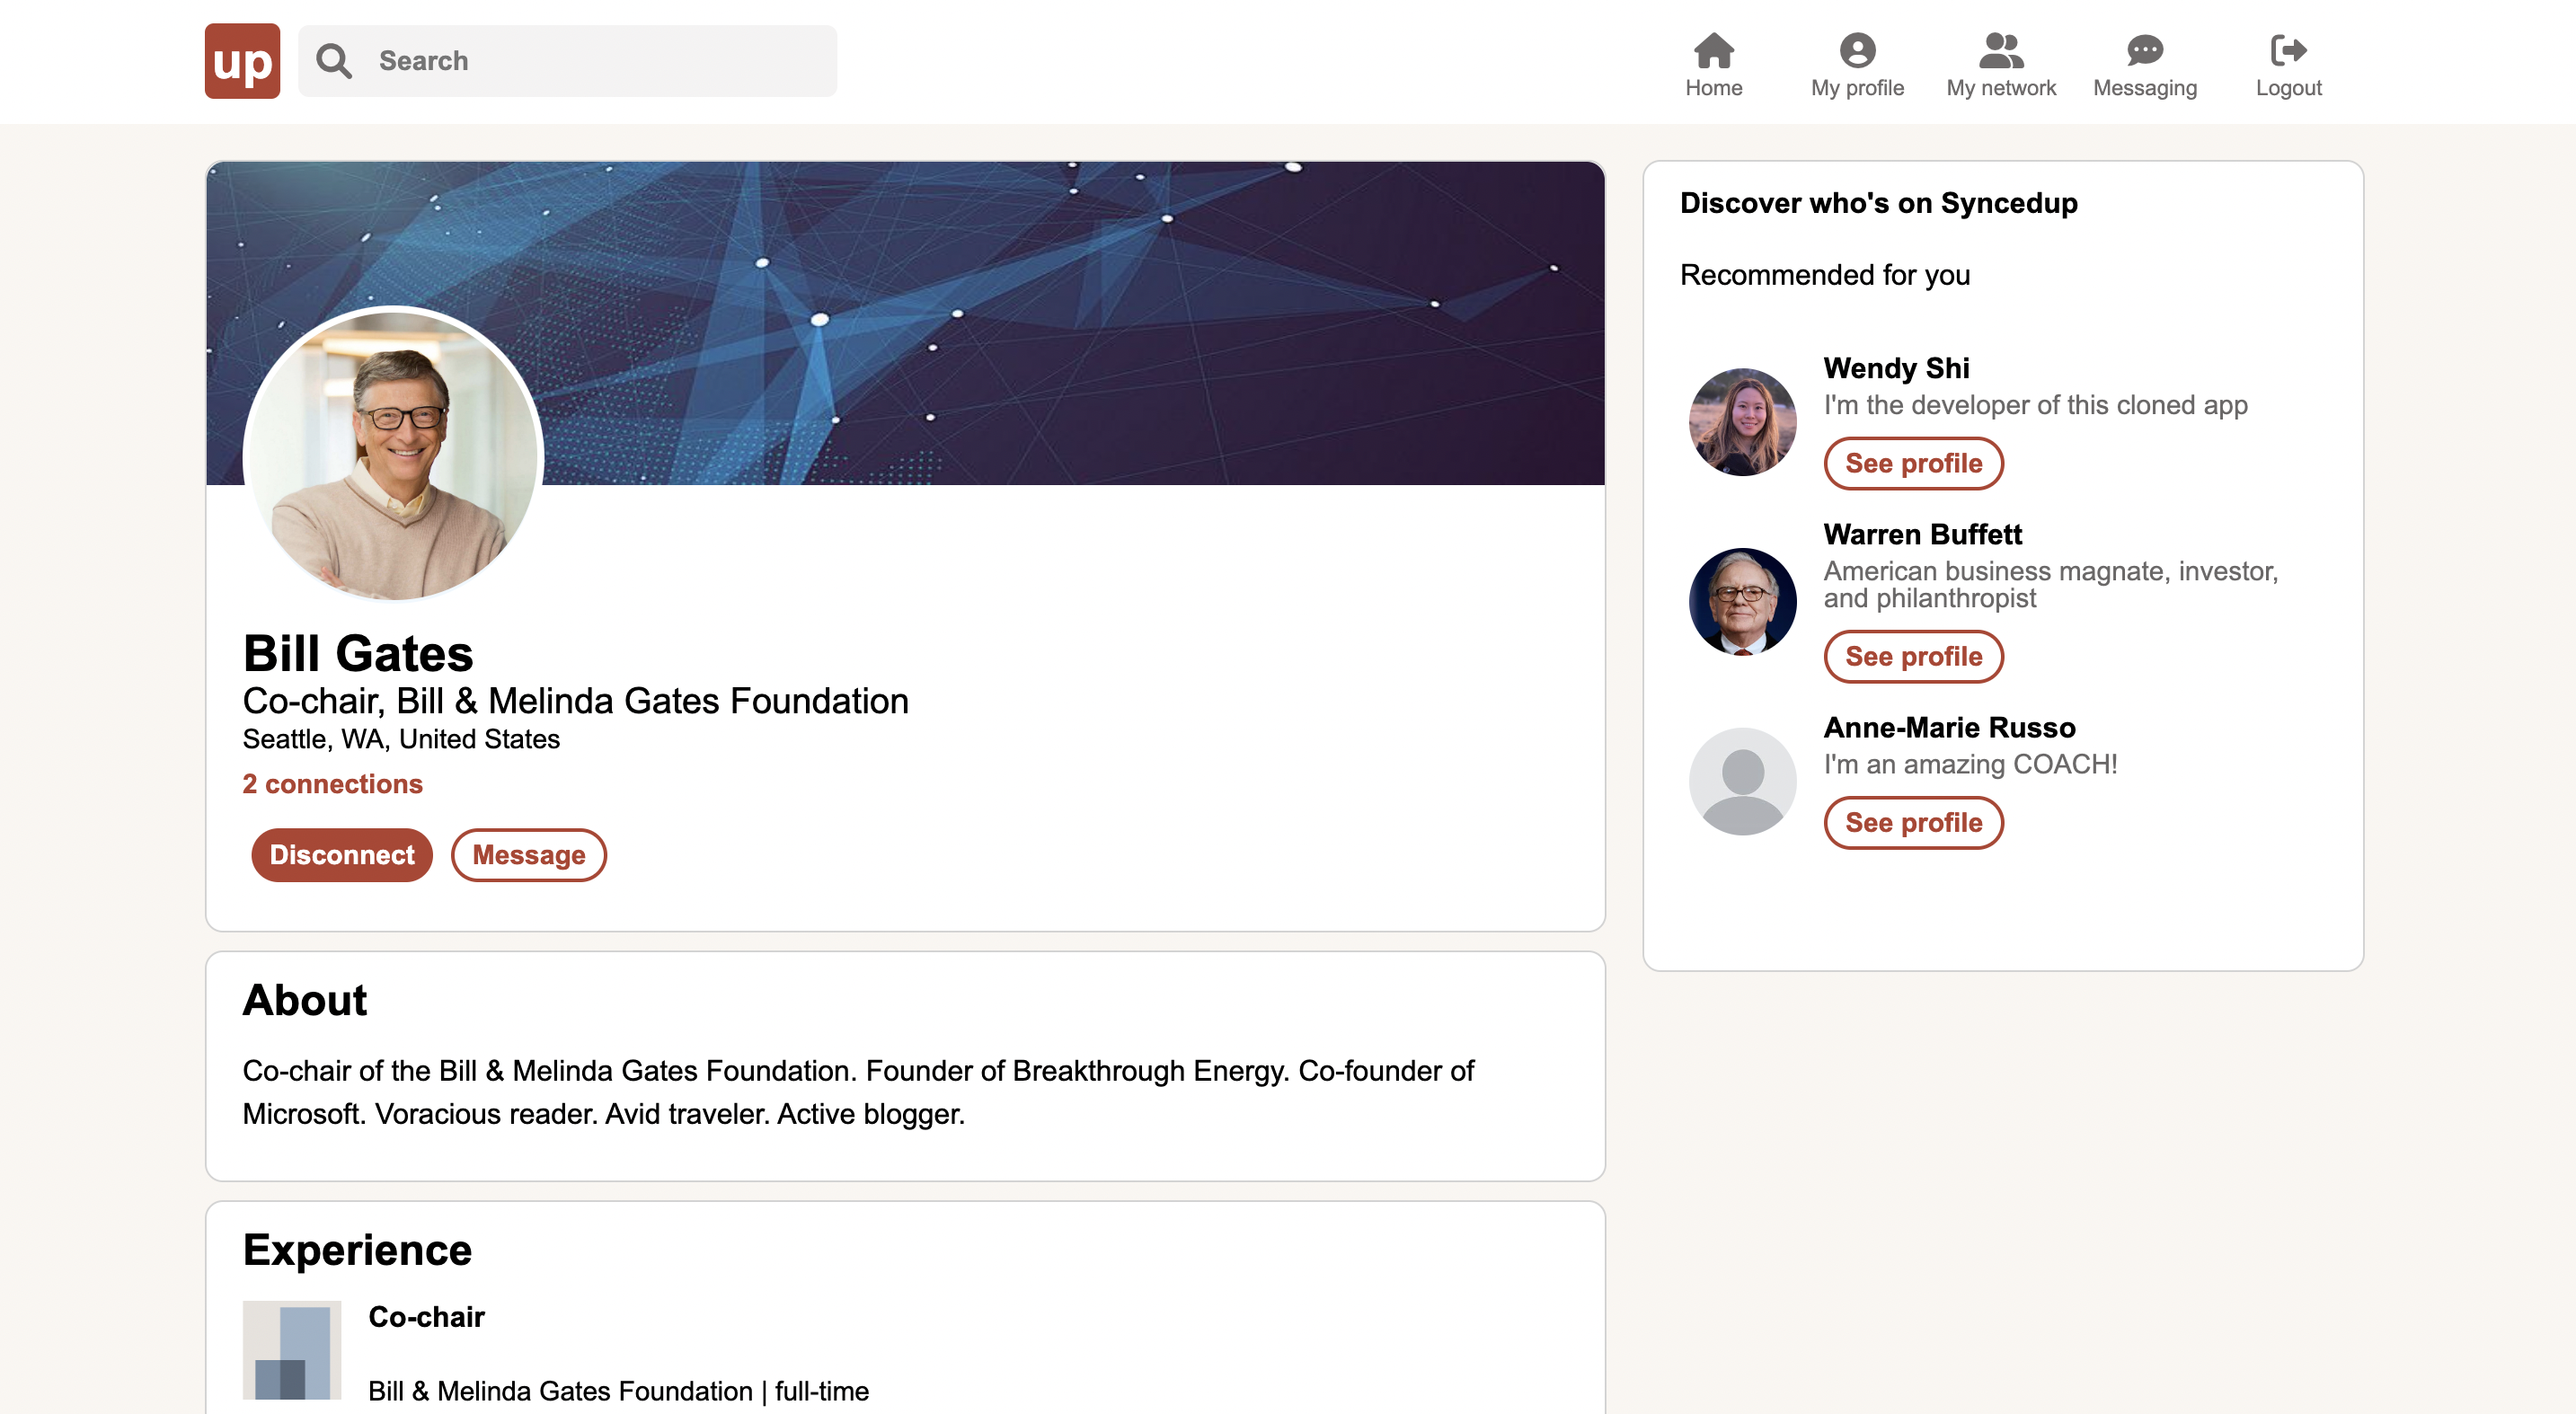 up
Search
Home
My profile
My network
Messaging
Logout
Bill Gates
Co-chair, Bill & Melinda Gates Foundation
Seattle, WA, United States
2 connections
Disconnect
Message
About
Co-chair of the Bill & Melinda Gates Foundation. Founder of Breakthrough Energy. Co-founder of
Microsoft. Voracious reader. Avid traveler. Active blogger.
Experience
Co-chair
Bill & Melinda Gates Foundation | full-time
Discover who's on Syncedup
Recommended for you
Wendy Shi
I'm the developer of this cloned app
See profile
Warren Buffett
American business magnate, investor,
and philanthropist
See profile
Anne-Marie Russo
I'm an amazing COACH!
See profile